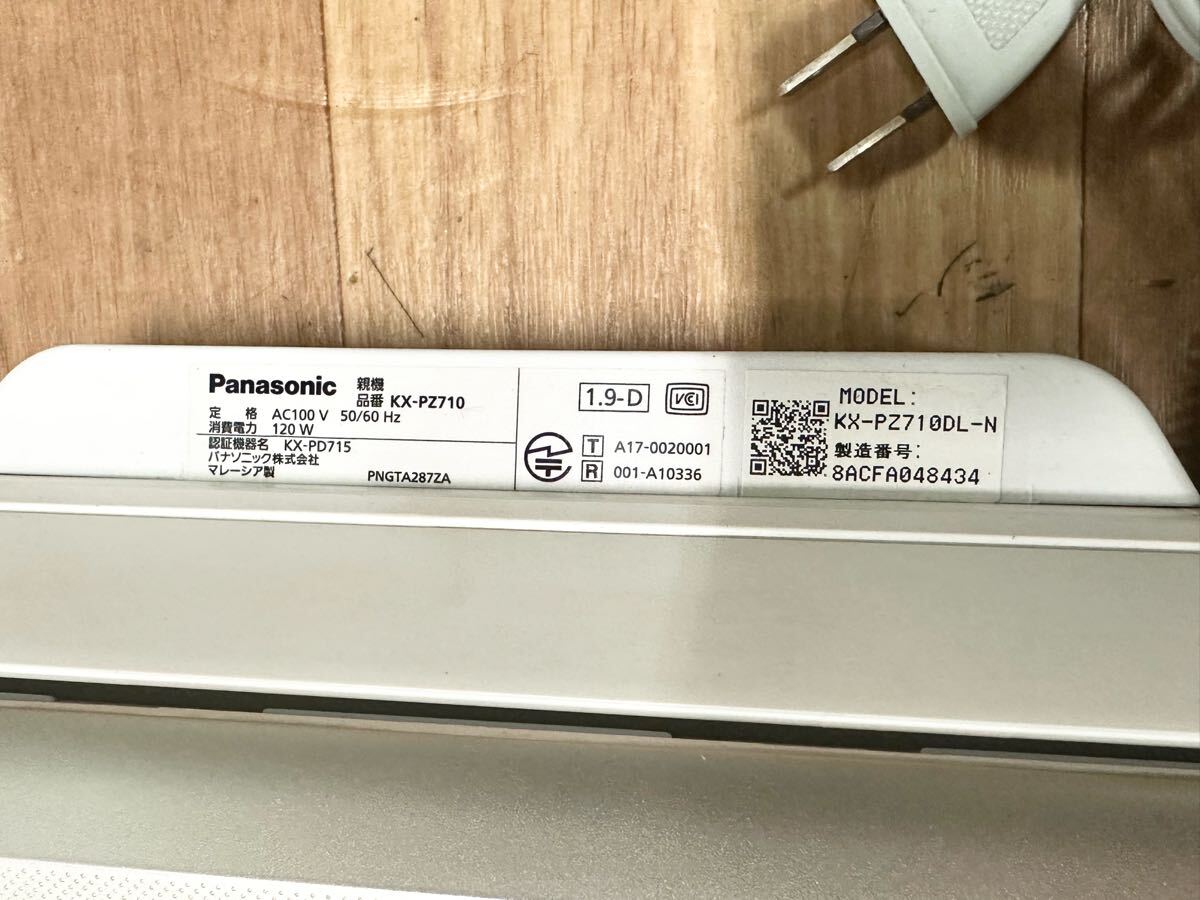 Panasonic 親機
品番 KX-PZ710
定 格 AC100 V 50/60 Hz
消費電力 120 W
認証機器名 KX-PD715
パナソニック株式会社
マレーシア製 PNGTA287ZA
1.9-D VCCI
T A17-0020001
R 001-A10336
MODEL:
KX-PZ710DL-N
製造番号:
8ACFA048434